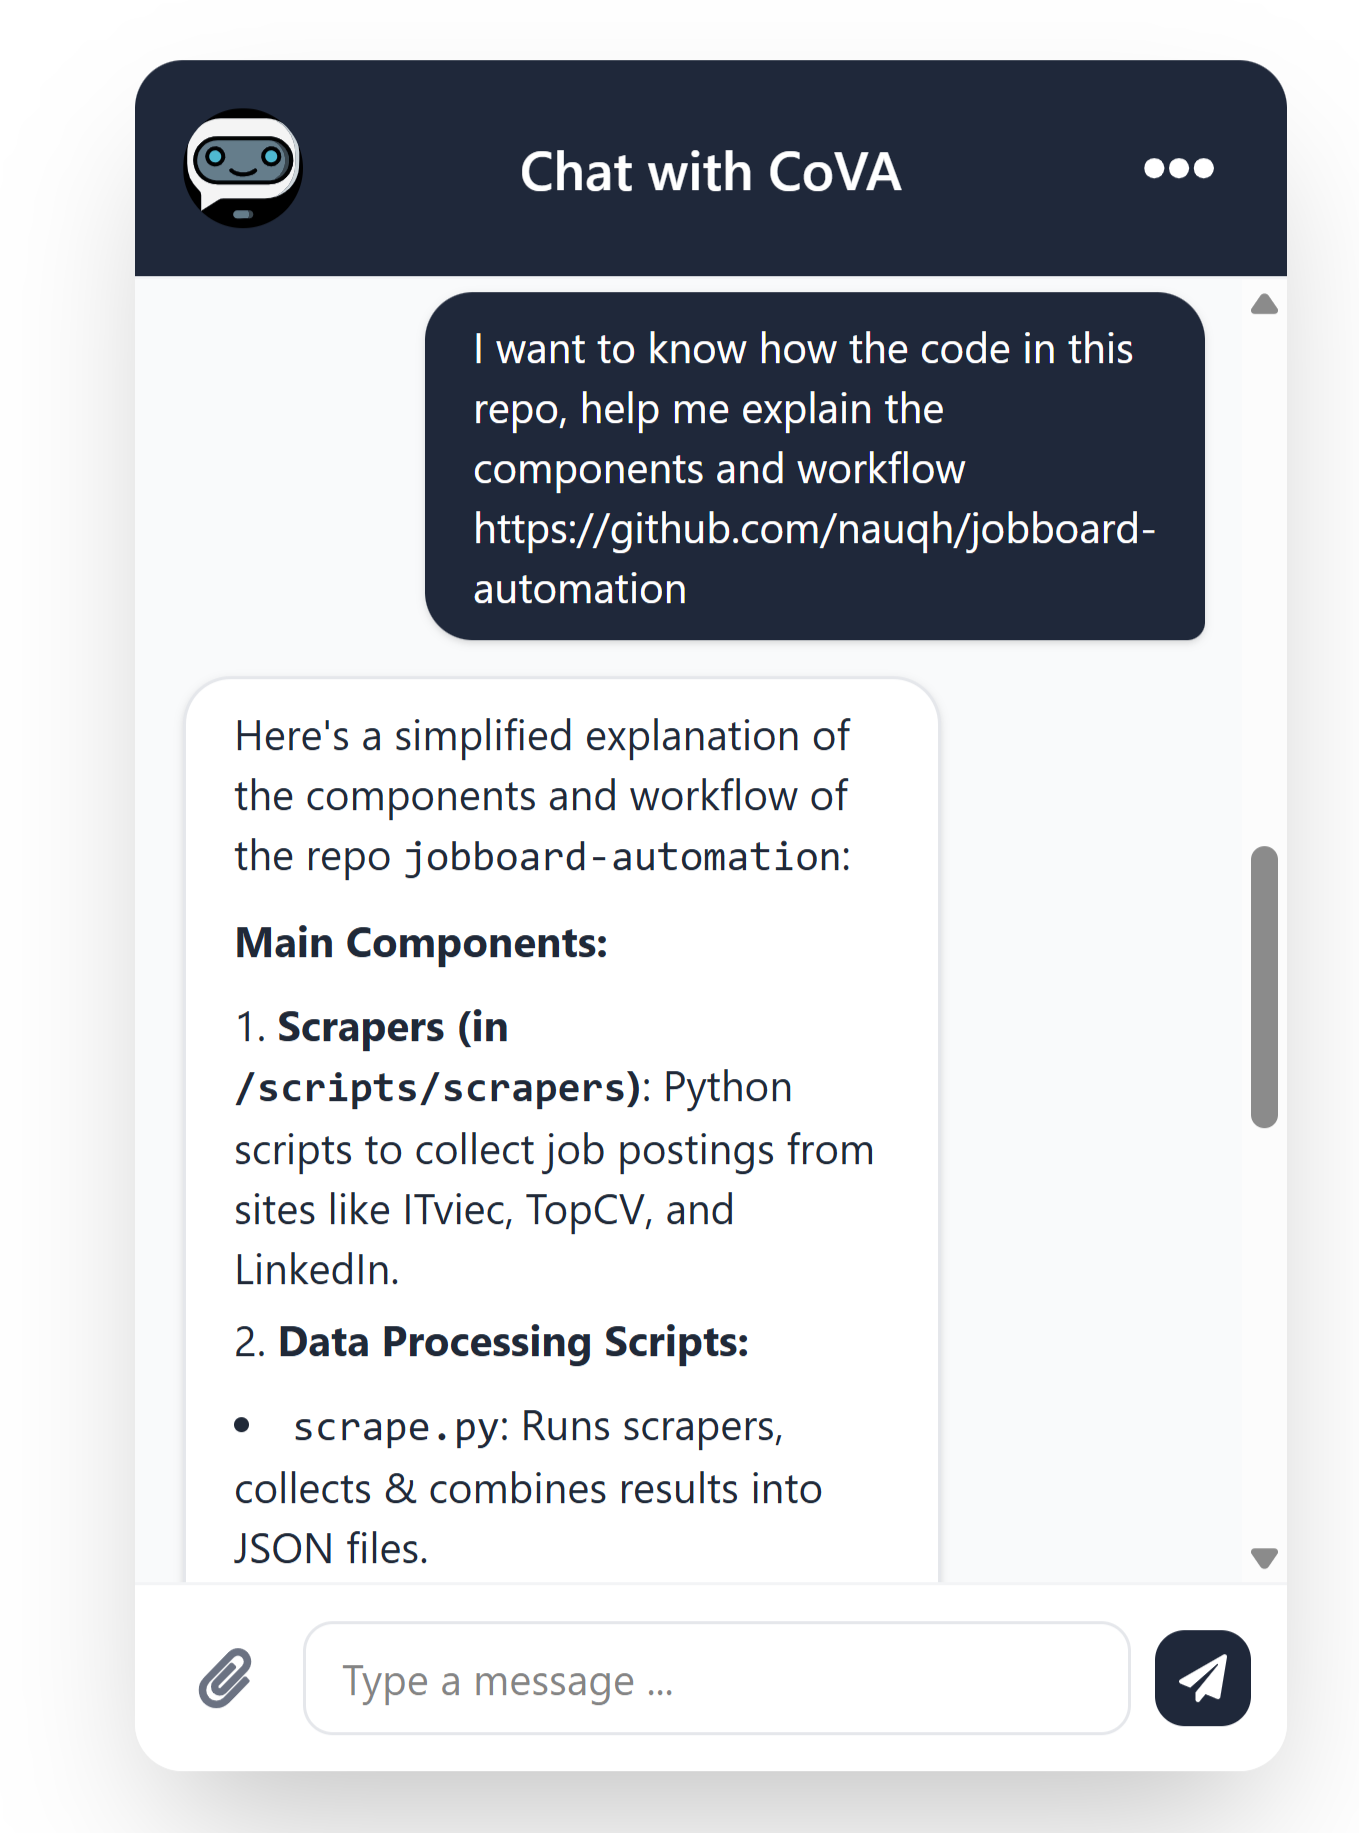 Chat with CoVA
I want to know how the code in this
repo, help me explain the
components and workflow
https://github.com/nauqh/jobboard-
automation
Here's a simplified explanation of
the components and workflow of
the repo jobboard-automation:
Main Components:
1. Scrapers (in
/scripts/scrapers): Python
scripts to collect job postings from
sites like ITviec, TopCV, and
LinkedIn.
2. Data Processing Scripts:
• scrape.py: Runs scrapers,
collects & combines results into
JSON files.
Type a message ...